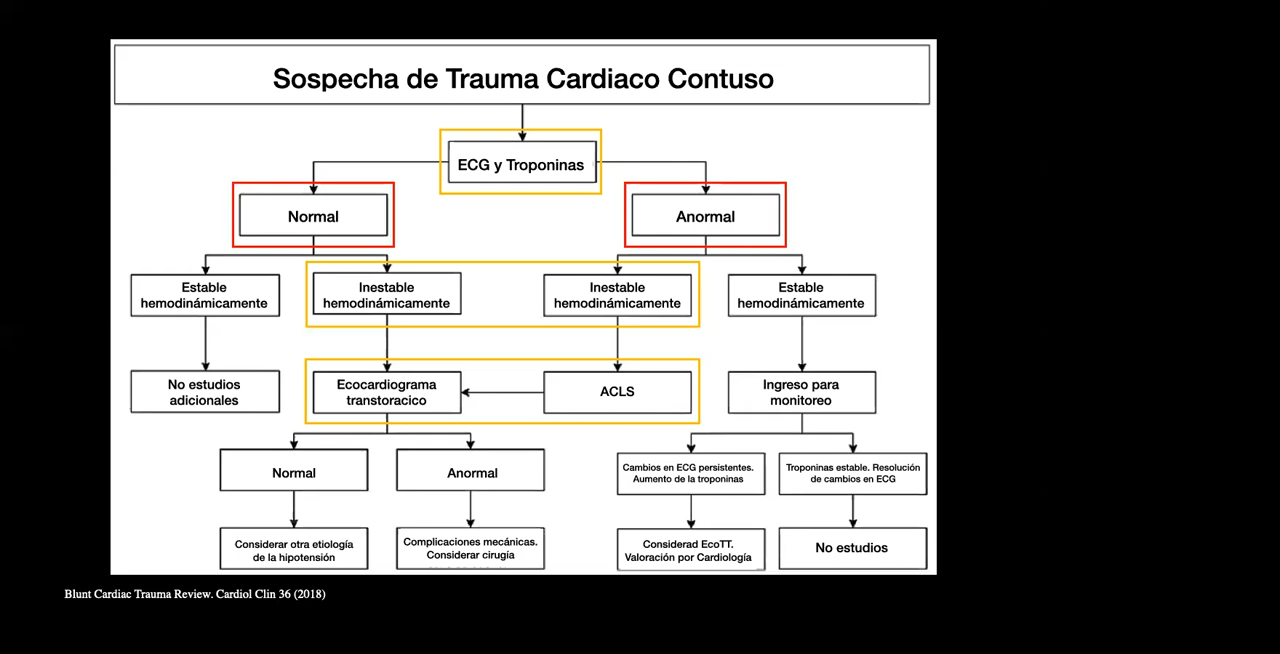 Sospecha de Trauma Cardiaco Contuso
ECG y Troponinas
Normal
Anormal
Estable
hemodinámicamente
Inestable
hemodinámicamente
Inestable
hemodinámicamente
Estable
hemodinámicamente
No estudios
adicionales
Ecocardiograma
transtoracico
ACLS
Ingreso para
monitoreo
Normal
Anormal
Cambios en ECG persistentes.
Aumento de la troponinas
Troponinas estable. Resolución
de cambios en ECG
Considerar otra etiología
de la hipotensión
Complicaciones mecánicas.
Considerar cirugía
Considerad EcoTT.
Valoración por Cardiología
No estudios
Blunt Cardiac Trauma Review. Cardiol Clin 36 (2018)